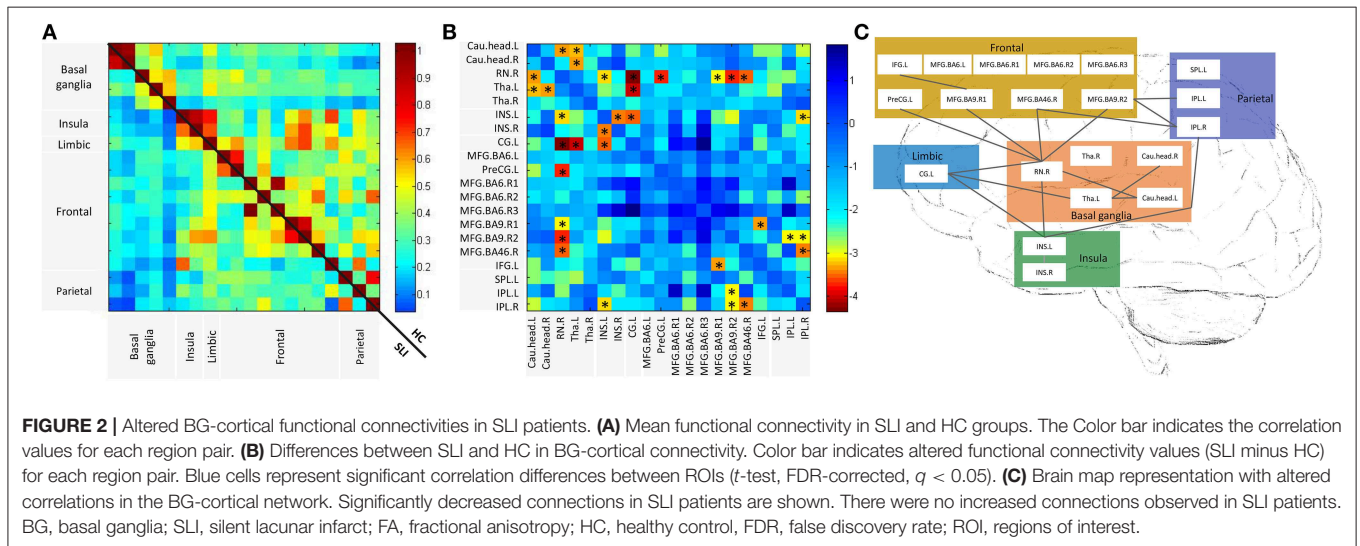 A
Basal
ganglia
Insula
Limbic
Frontal
Parietal
Basal
ganglia
Insula
Limbic
Frontal
Parietal
HC
SLI
1
0.9
0.8
0.7
0.6
0.5
0.4
0.3
0.2
0.1
B
Cau.head.L
Cau.head.R
RN.R
Tha.L
Tha.R
INS.L
INS.R
CG.L
MFG.BA6.L
PreCG.L
MFG.BA6.R1
MFG.BA6.R2
MFG.BA6.R3
MFG.BA9.R1
MFG.BA9.R2
MFG.BA46.R
IFG.L
SPL.L
IPL.L
IPL.R
Cau.head.L
Cau.head.R
RN.R
Tha.L
Tha.R
INS.L
INS.R
CG.L
MFG.BA6.L
PreCG.L
MFG.BA6.R1
MFG.BA6.R2
MFG.BA6.R3
MFG.BA9.R1
MFG.BA9.R2
MFG.BA46.R
IFG.L
SPL.L
IPL.L
IPL.R
1
0
-1
-2
-3
-4
C
Frontal
IFG.L MFG.BA6.L MFG.BA6.R1 MFG.BA6.R2 MFG.BA6.R3
PreCG.L MFG.BA9.R1 MFG.BA46.R MFG.BA9.R2
SPL.L
IPL.L
Parietal
IPL.R
Limbic
CG.L
Tha.R Cau.head.R
RN.R
Tha.L Cau.head.L
Basal ganglia
INS.L
Insula
INS.R
FIGURE 2 | Altered BG-cortical functional connectivities in SLI patients. (A) Mean functional connectivity in SLI and HC groups. The Color bar indicates the correlation
values for each region pair. (B) Differences between SLI and HC in BG-cortical connectivity. Color bar indicates altered functional connectivity values (SLI minus HC)
for each region pair. Blue cells represent significant correlation differences between ROIs (t-test, FDR-corrected, q < 0.05). (C) Brain map representation with altered
correlations in the BG-cortical network. Significantly decreased connections in SLI patients are shown. There were no increased connections observed in SLI patients.
BG, basal ganglia; SLI, silent lacunar infarct; FA, fractional anisotropy; HC, healthy control, FDR, false discovery rate; ROI, regions of interest.